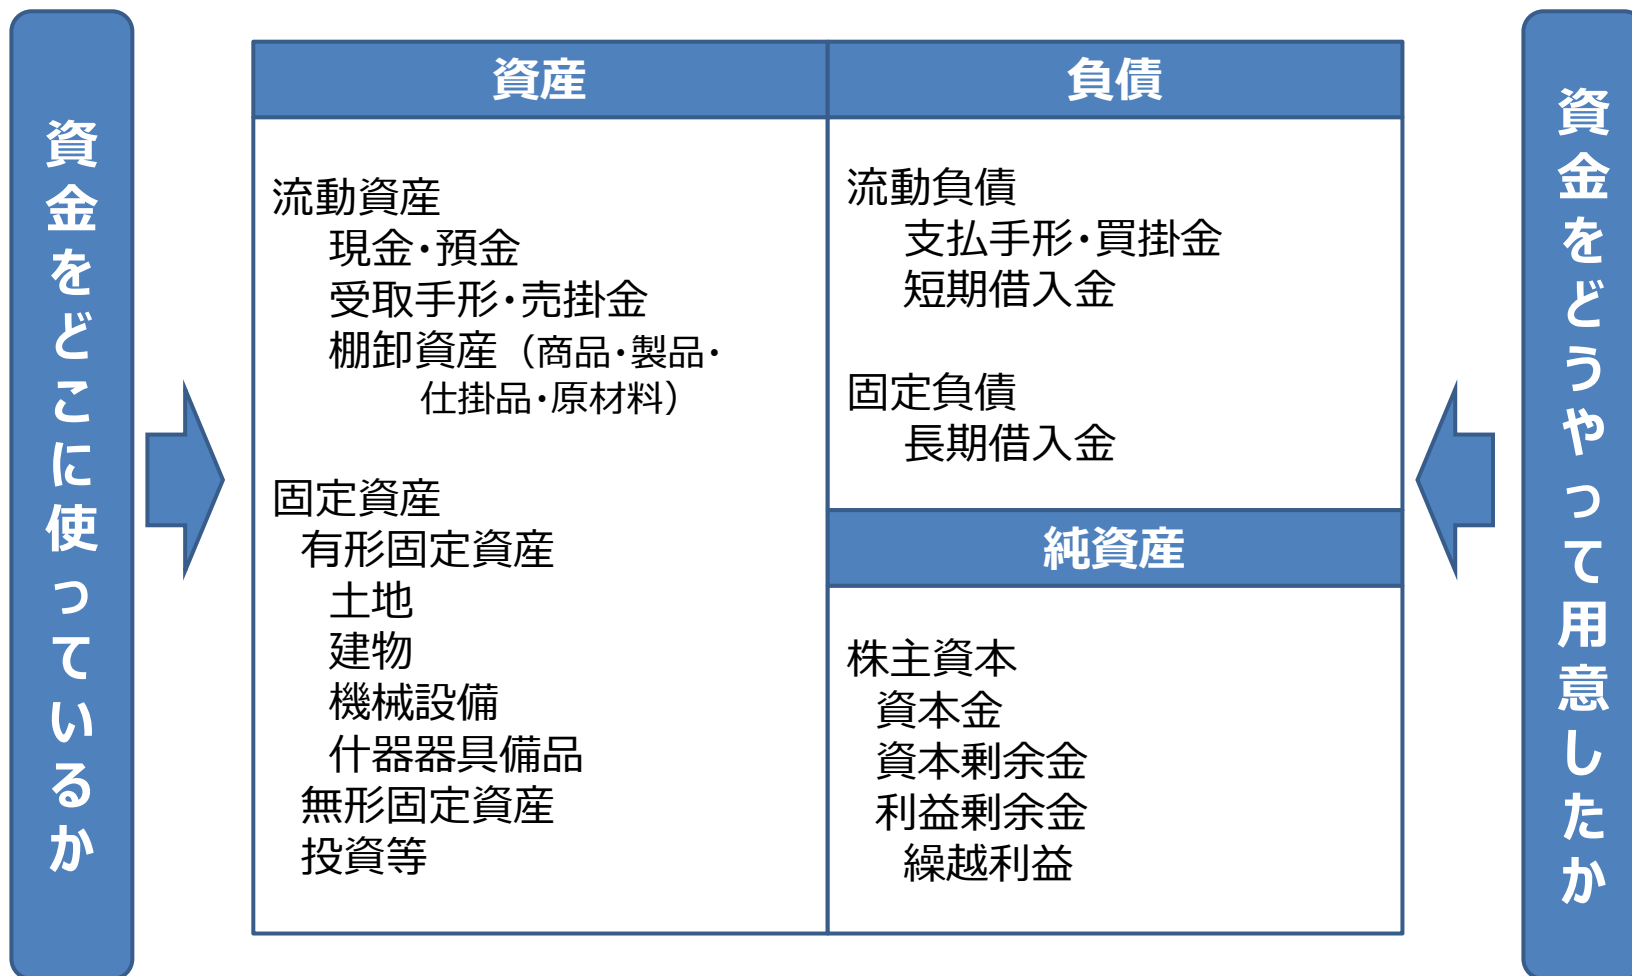 資金をどこに使っているか
資産
流動資産
現金・預金
受取手形・売掛金
棚卸資産（商品・製品・
仕掛品・原材料）
固定資産
有形固定資産
土地
建物
機械設備
什器器具備品
無形固定資産
投資等
負債
流動負債
支払手形・買掛金
短期借入金
固定負債
長期借入金
純資産
株主資本
資本金
資本剰余金
利益剰余金
繰越利益
資金をどうやって用意したか